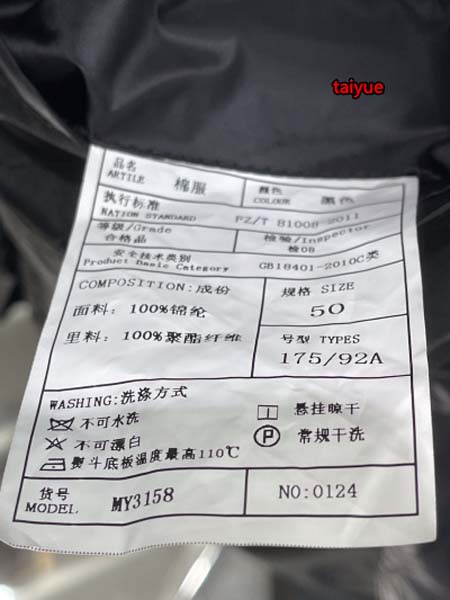 taiyue
品名 棉服 颜色 黑色
ARTILE COLOUR
执行标准 FZ/T 81008-2011
NATION STANDARD
等级/Grade 检验/Inspector
合格品 检08
安全技术类别 GB18401-2010C类
Product Basic Category
COMPOSITION:成份 规格 SIZE
面料: 100%锦纶 50
里料: 100%聚酯纤维 号型 TYPES
175/92A
WASHING:洗涤方式
不可水洗 悬挂晾干
不可漂白 P 常规干洗
熨斗底板温度最高110℃
货号 MY3158 NO:0124
MODEL